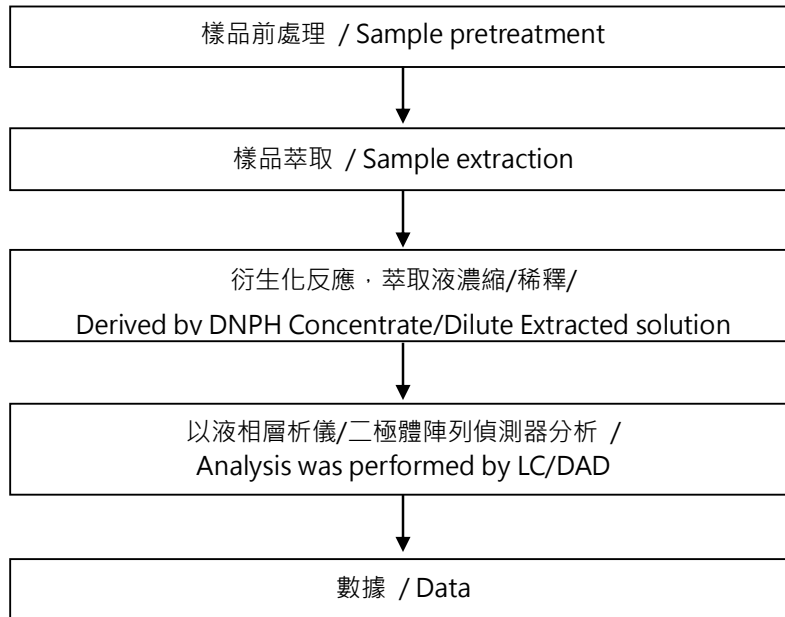 樣品前處理 / Sample pretreatment
樣品萃取 / Sample extraction
衍生化反應，萃取液濃縮/稀釋/
Derived by DNPH Concentrate/Dilute Extracted solution
以液相層析儀/二極體陣列偵測器分析 /
Analysis was performed by LC/DAD
數據 / Data